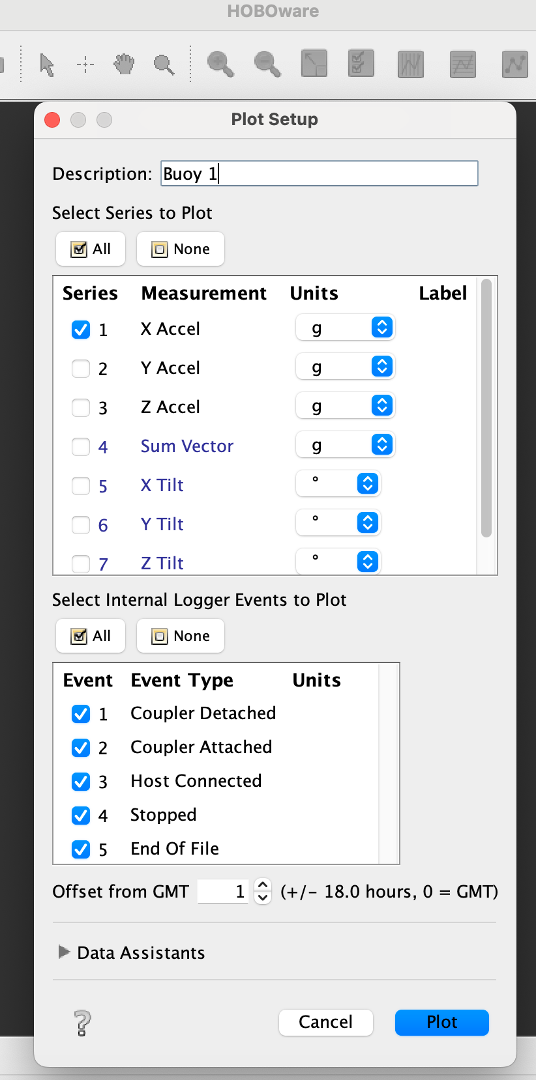 HOBOware
Plot Setup
Description: Buoy 1
Select Series to Plot
All None
Series Measurement Units Label
1 X Accel g
2 Y Accel g
3 Z Accel g
4 Sum Vector g
5 X Tilt °
6 Y Tilt °
7 Z Tilt °
Select Internal Logger Events to Plot
All None
Event Event Type Units
1 Coupler Detached
2 Coupler Attached
3 Host Connected
4 Stopped
5 End Of File
Offset from GMT 1 (+/- 18.0 hours, 0 = GMT)
Data Assistants
? Cancel Plot